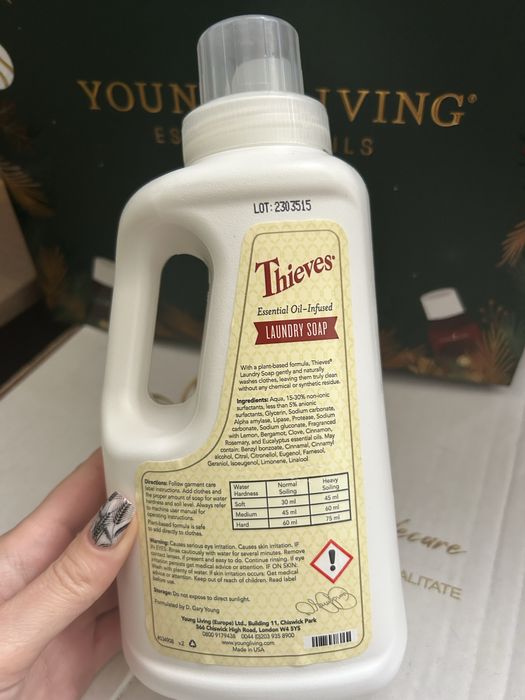 YOUNG LIVING®
ES ILS
LOT: 2303515
Thieves®
Essential Oil-Infused
LAUNDRY SOAP
With a plant-based formula, Thieves®
Laundry Soap gently and naturally
washes clothes, leaving them truly clean
without any chemical or synthetic residue.
Ingredients: Aqua, 15-30% non-ionic
surfactants, less than 5% anionic
surfactants, Glycerin, Sodium carbonate,
Alpha amylase, Lipase, Protease, Sodium
carbonate, Sodium gluconate, Fragranced
with Lemon, Bergamot, Clove, Cinnamon,
Rosemary, and Eucalyptus essential oils. May
contain: Benzyl benzoate, Cinnamal, Cinnamyl
alcohol, Citral, Citronellol, Eugenol, Farnesol,
Geraniol, Isoeugenol, Limonene, Linalool
Directions: Follow garment care
label instructions. Add clothes and
the proper amount of soap for water
hardness and soil level. Always refer
to machine user manual for
operating instructions.
Plant-based formula is safe
to add directly to clothes.
Water Hardness Normal Soiling Heavy Soiling
Soft 30 ml 45 ml
Medium 45 ml 60 ml
Hard 60 ml 75 ml
Warning: Causes serious eye irritation. Causes skin irritation. IF
IN EYES: Rinse cautiously with water for several minutes. Remove
contact lenses, if present and easy to do. Continue rinsing. If eye
irritation persists get medical advice or attention. IF ON SKIN:
Wash with plenty of water. If skin irritation occurs: Get medical
advice or attention. Keep out of reach of children. Read label
before use.
Storage: Do not expose to direct sunlight.
Formulated by D. Gary Young
Young Living (Europe) Ltd., Building 11, Chiswick Park
566 Chiswick High Road, London W4 5YS
0800 9179438 0044 (0)203 935 8900
www.youngliving.com
Made in USA
v2
ecure
ALITATE